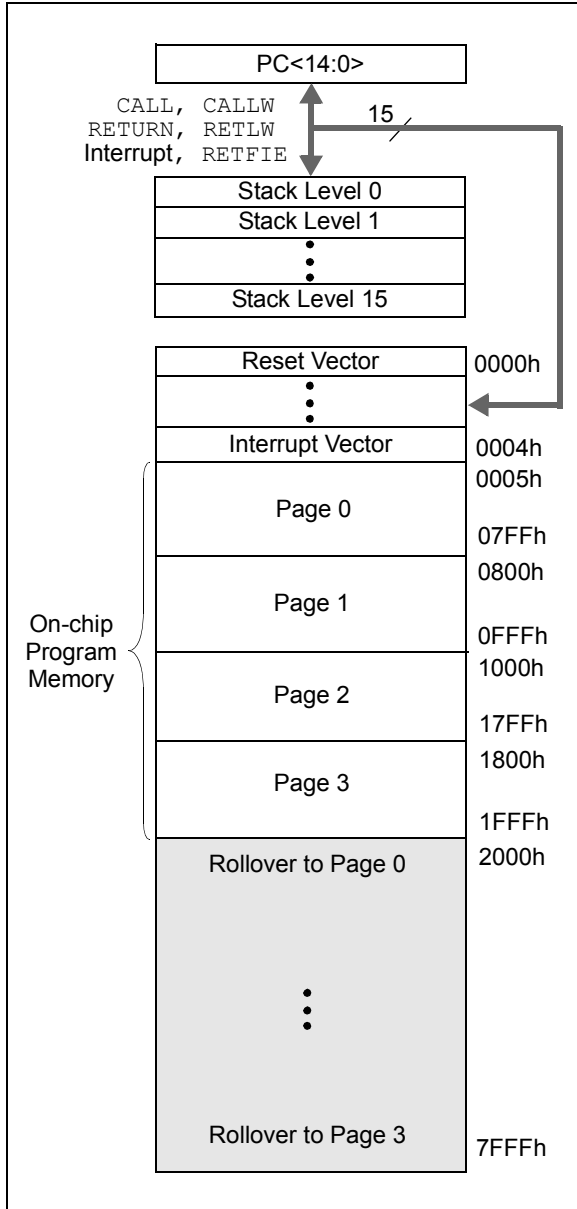 PC<14:0>
CALL, CALLW
RETURN, RETLW
Interrupt, RETFIE
15
Stack Level 0
Stack Level 1
Stack Level 15
Reset Vector
0000h
Interrupt Vector
0004h
0005h
Page 0
07FFh
0800h
Page 1
0FFFh
On-chip
Program
Memory
1000h
Page 2
17FFh
1800h
Page 3
1FFFh
2000h
Rollover to Page 0
Rollover to Page 3
7FFFh